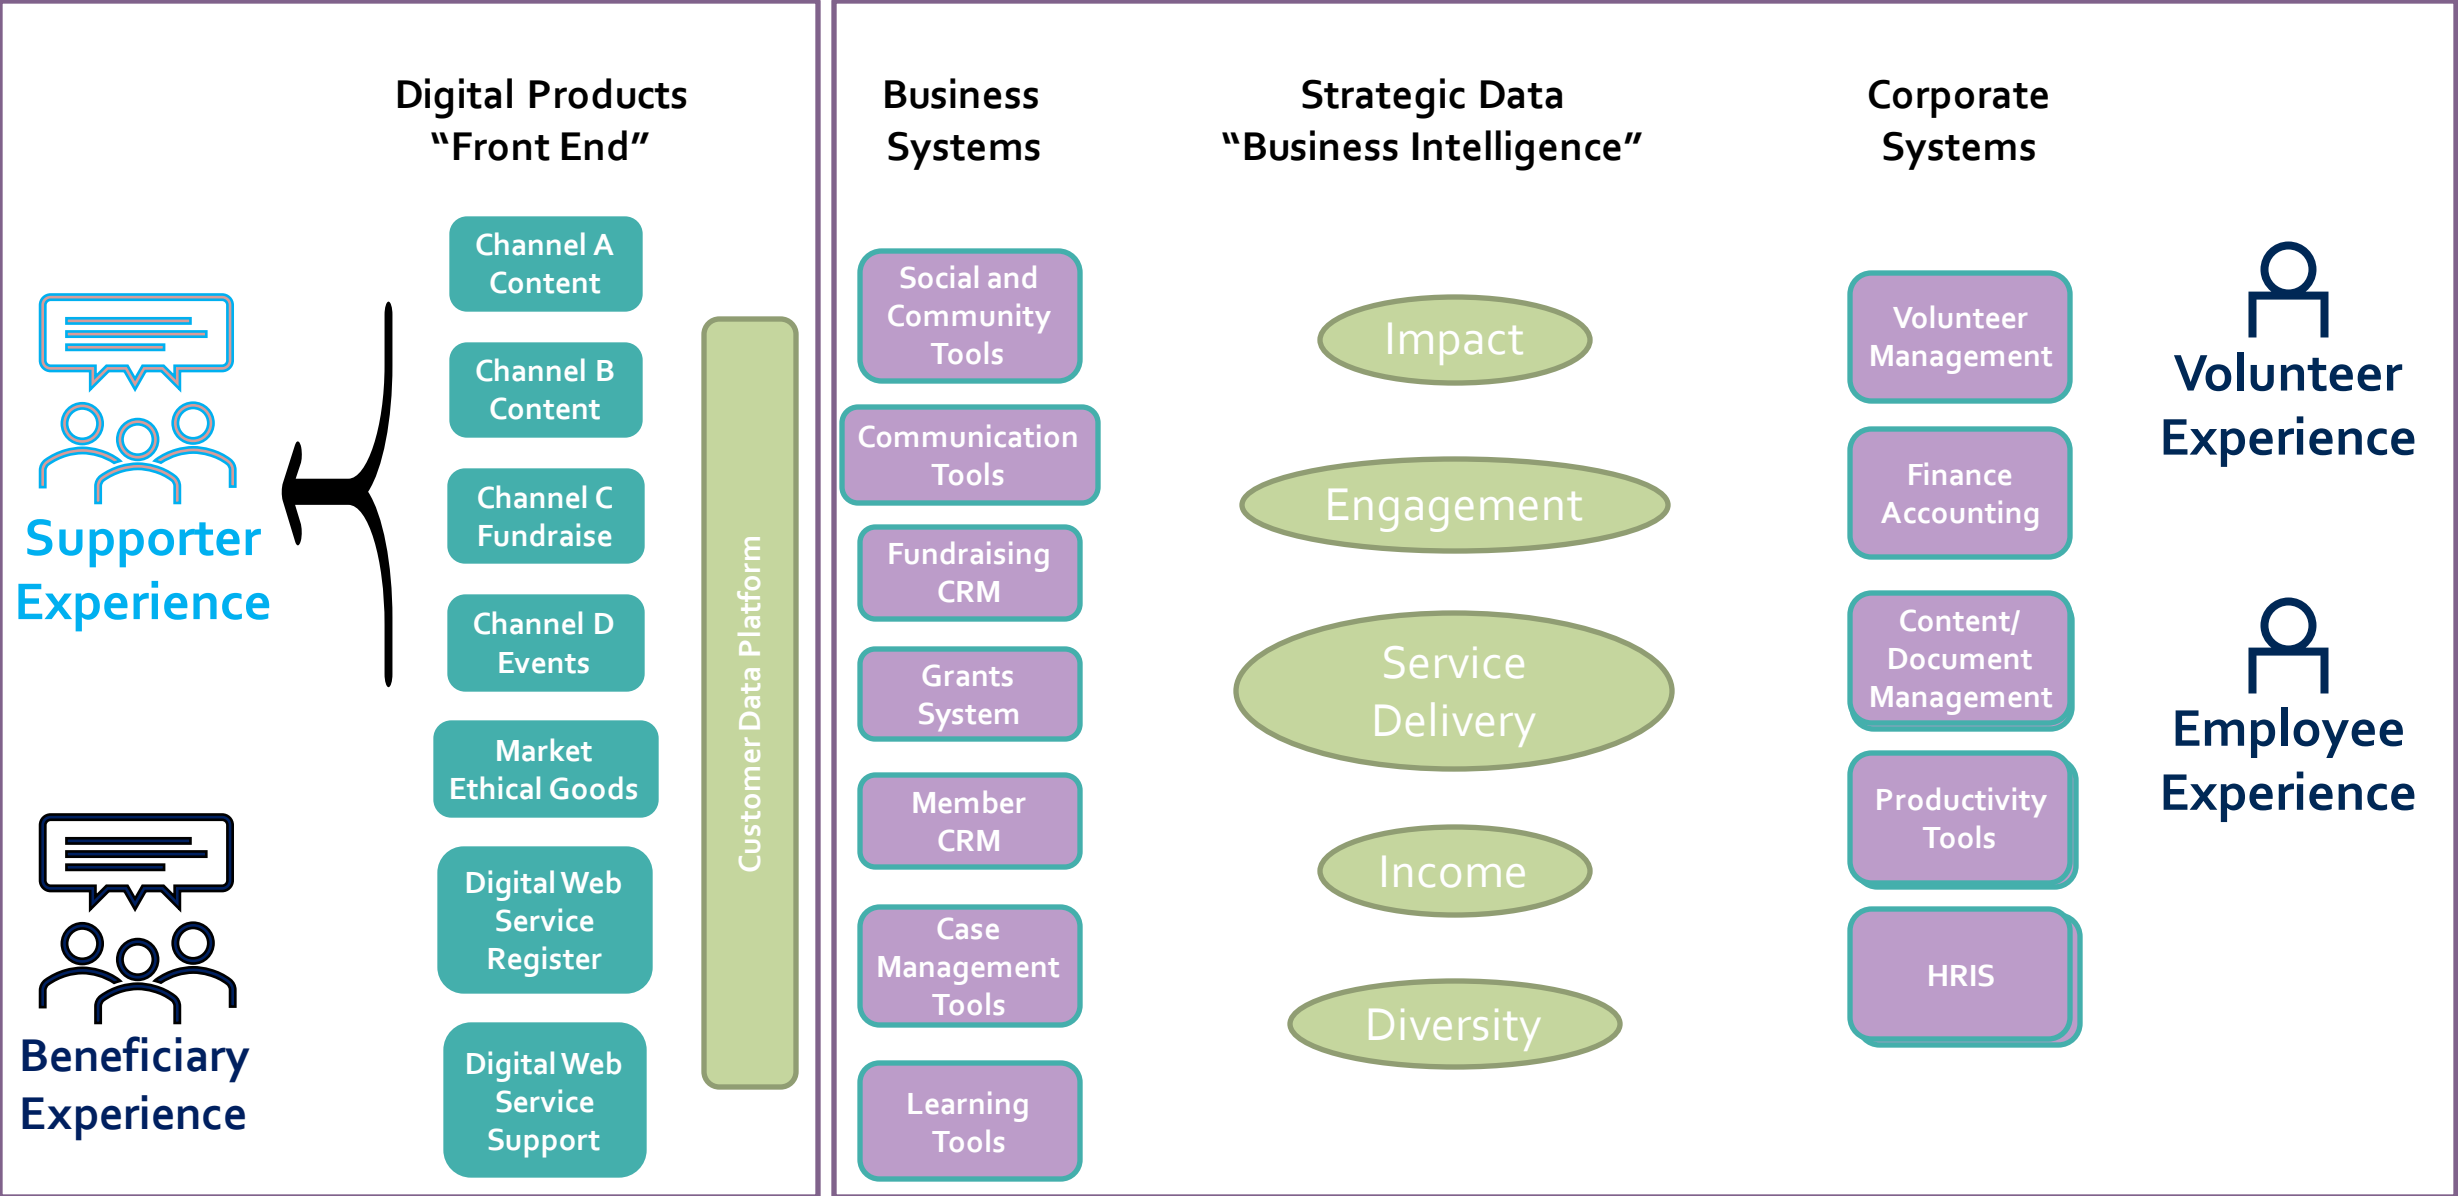 Digital Products
“Front End”
Business
Systems
Strategic Data
“Business Intelligence”
Corporate
Systems
Supporter
Experience
Beneficiary
Experience
Channel A
Content
Channel B
Content
Channel C
Fundraise
Channel D
Events
Market
Ethical Goods
Digital Web
Service
Register
Digital Web
Service
Support
Customer Data Platform
Social and
Community
Tools
Communication
Tools
Fundraising
CRM
Grants
System
Member
CRM
Case
Management
Tools
Learning
Tools
Impact
Engagement
Service
Delivery
Income
Diversity
Volunteer
Management
Finance
Accounting
Content/
Document
Management
Productivity
Tools
HRIS
Volunteer
Experience
Employee
Experience